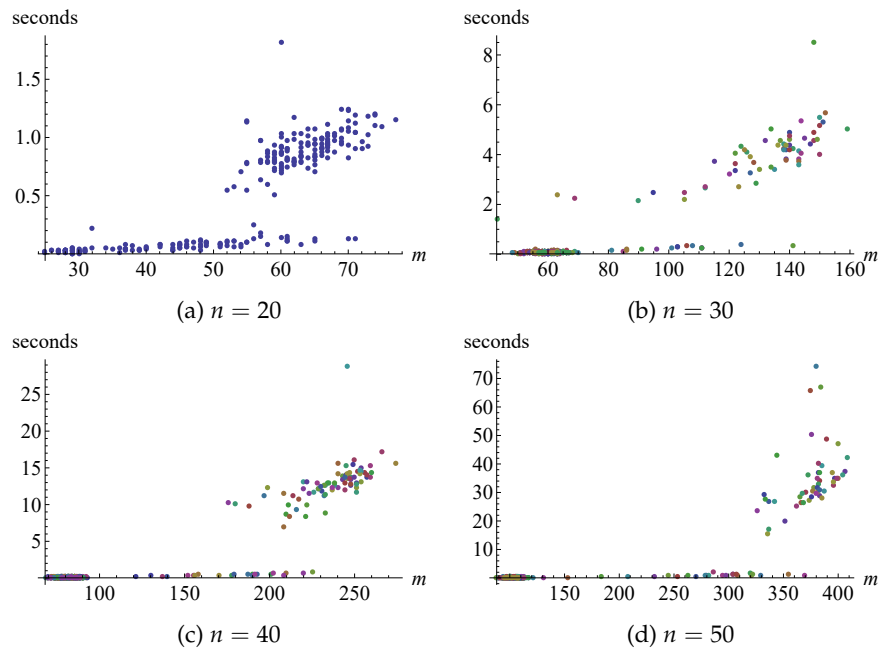 seconds
1.5
1.0
0.5
30 40 50 60 70 m
(a) n = 20
seconds
8
6
4
2
60 80 100 120 140 160 m
(b) n = 30
seconds
25
20
15
10
5
100 150 200 250 m
(c) n = 40
seconds
70
60
50
40
30
20
10
150 200 250 300 350 400 m
(d) n = 50